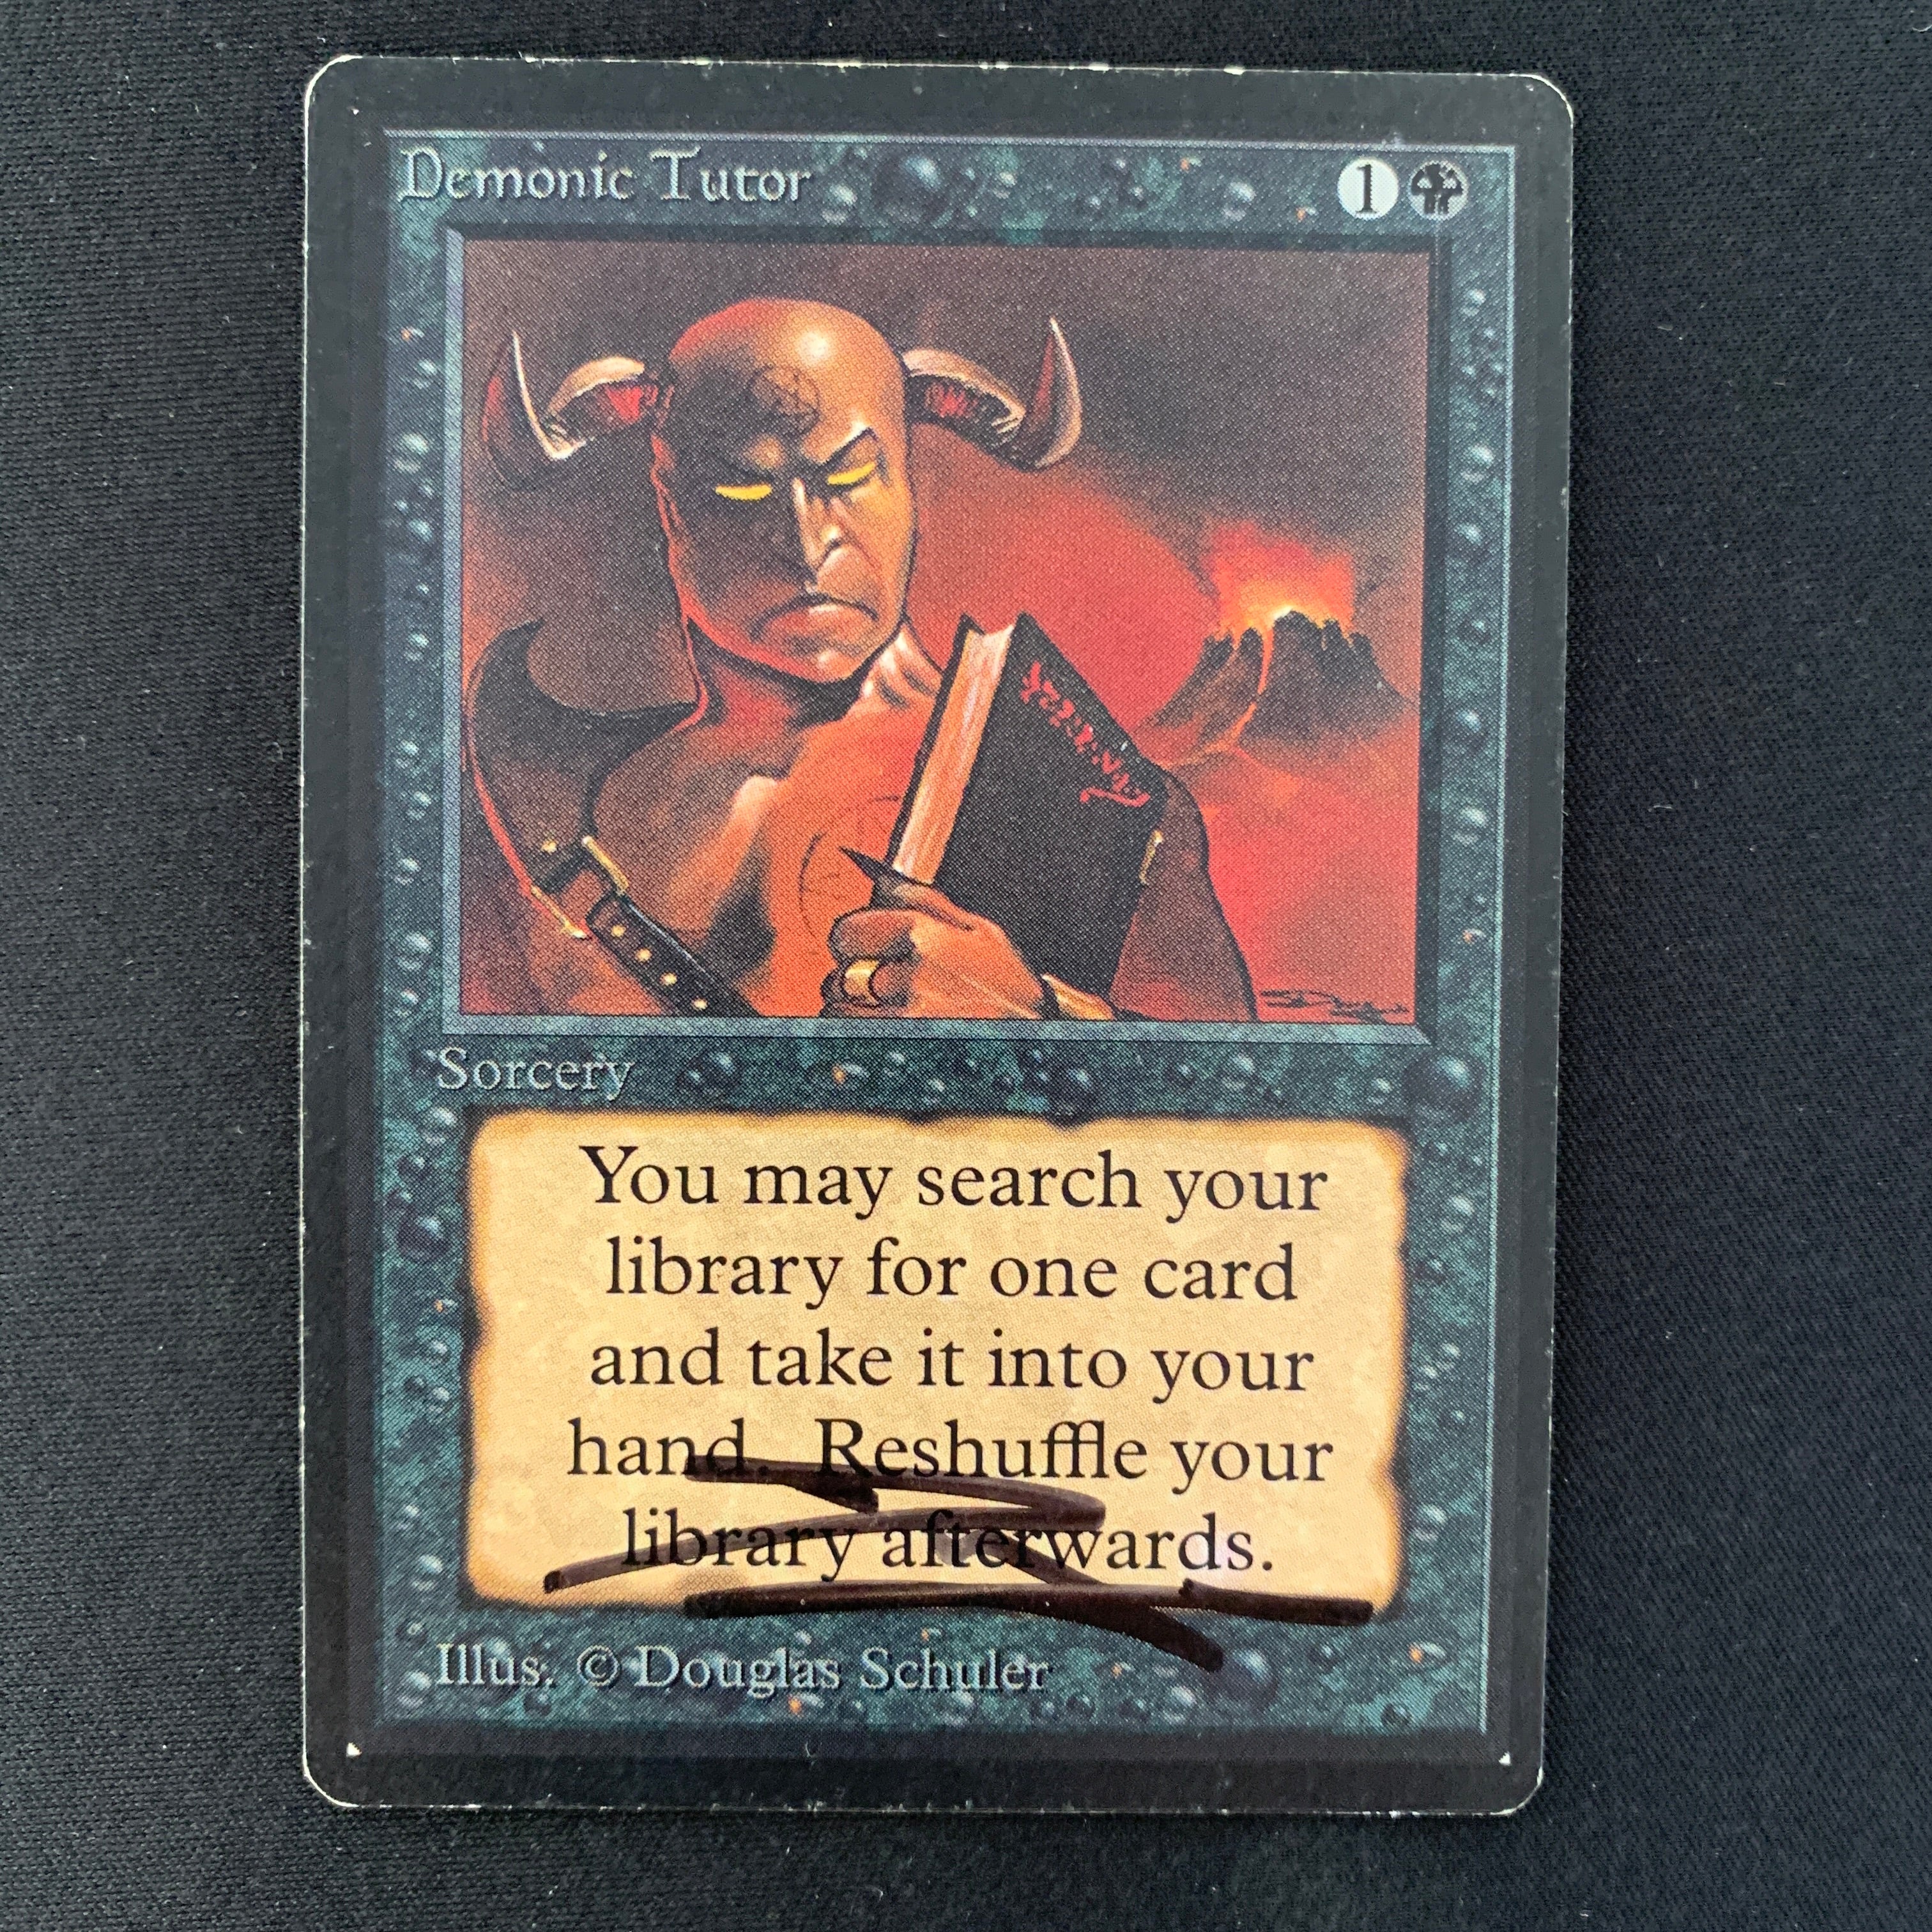 Demonic Tutor 1
Sorcery
You may search your
library for one card
and take it into your
hand. Reshuffle your
library afterwards.
Illus. © Douglas Schuler